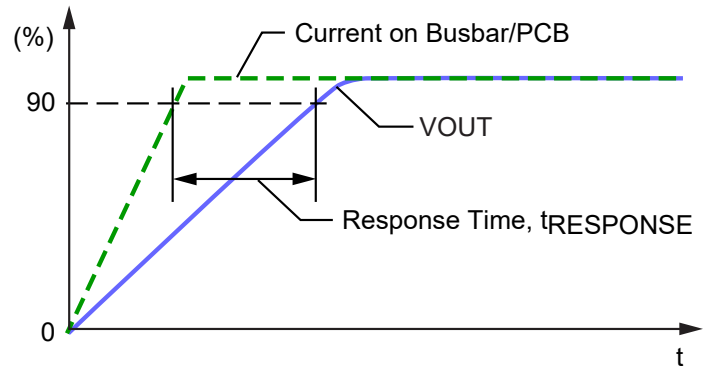 (%)
Current on Busbar/PCB
90
VOUT
Response Time, tRESPONSE
0
t